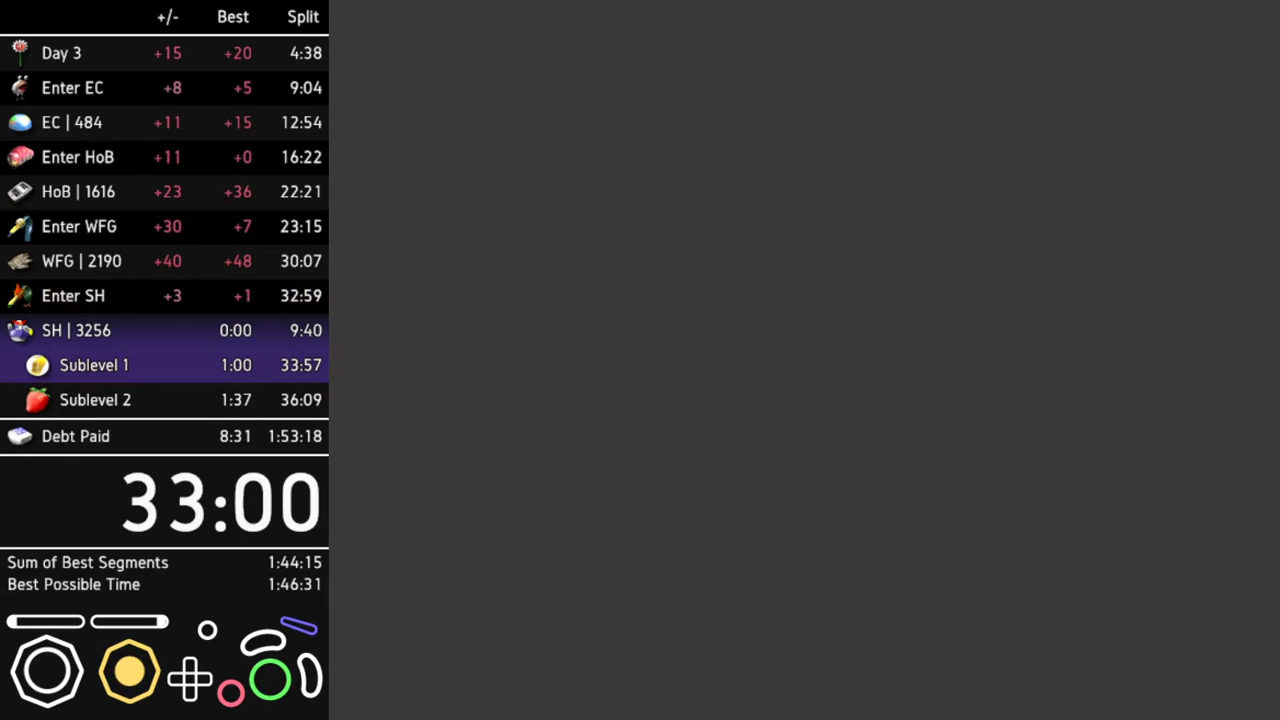 +/- Best Split
Day 3 +15 +20 4:38
Enter EC +8 +5 9:04
EC | 484 +11 +15 12:54
Enter HoB +11 +0 16:22
HoB | 1616 +23 +36 22:21
Enter WFG +30 +7 23:15
WFG | 2190 +40 +48 30:07
Enter SH +3 +1 32:59
SH | 3256 0:00 9:40
Sublevel 1 1:00 33:57
Sublevel 2 1:37 36:09
Debt Paid 8:31 1:53:18
33:00
Sum of Best Segments 1:44:15
Best Possible Time 1:46:31